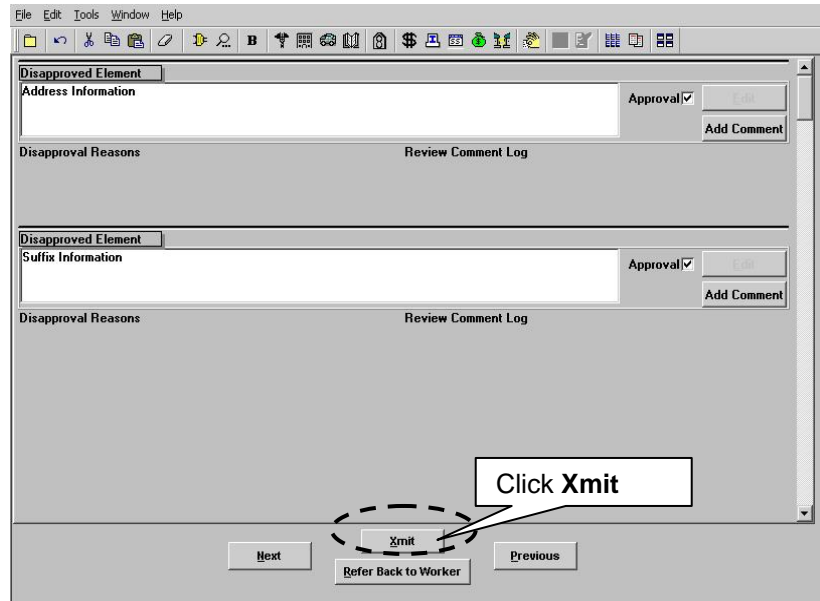 File Edit Tools Window Help
Disapproved Element
Address Information
Approval
Edit
Add Comment
Disapproval Reasons
Review Comment Log
Disapproved Element
Suffix Information
Approval
Edit
Add Comment
Disapproval Reasons
Review Comment Log
Click Xmit
Xmit
Next
Previous
Refer Back to Worker